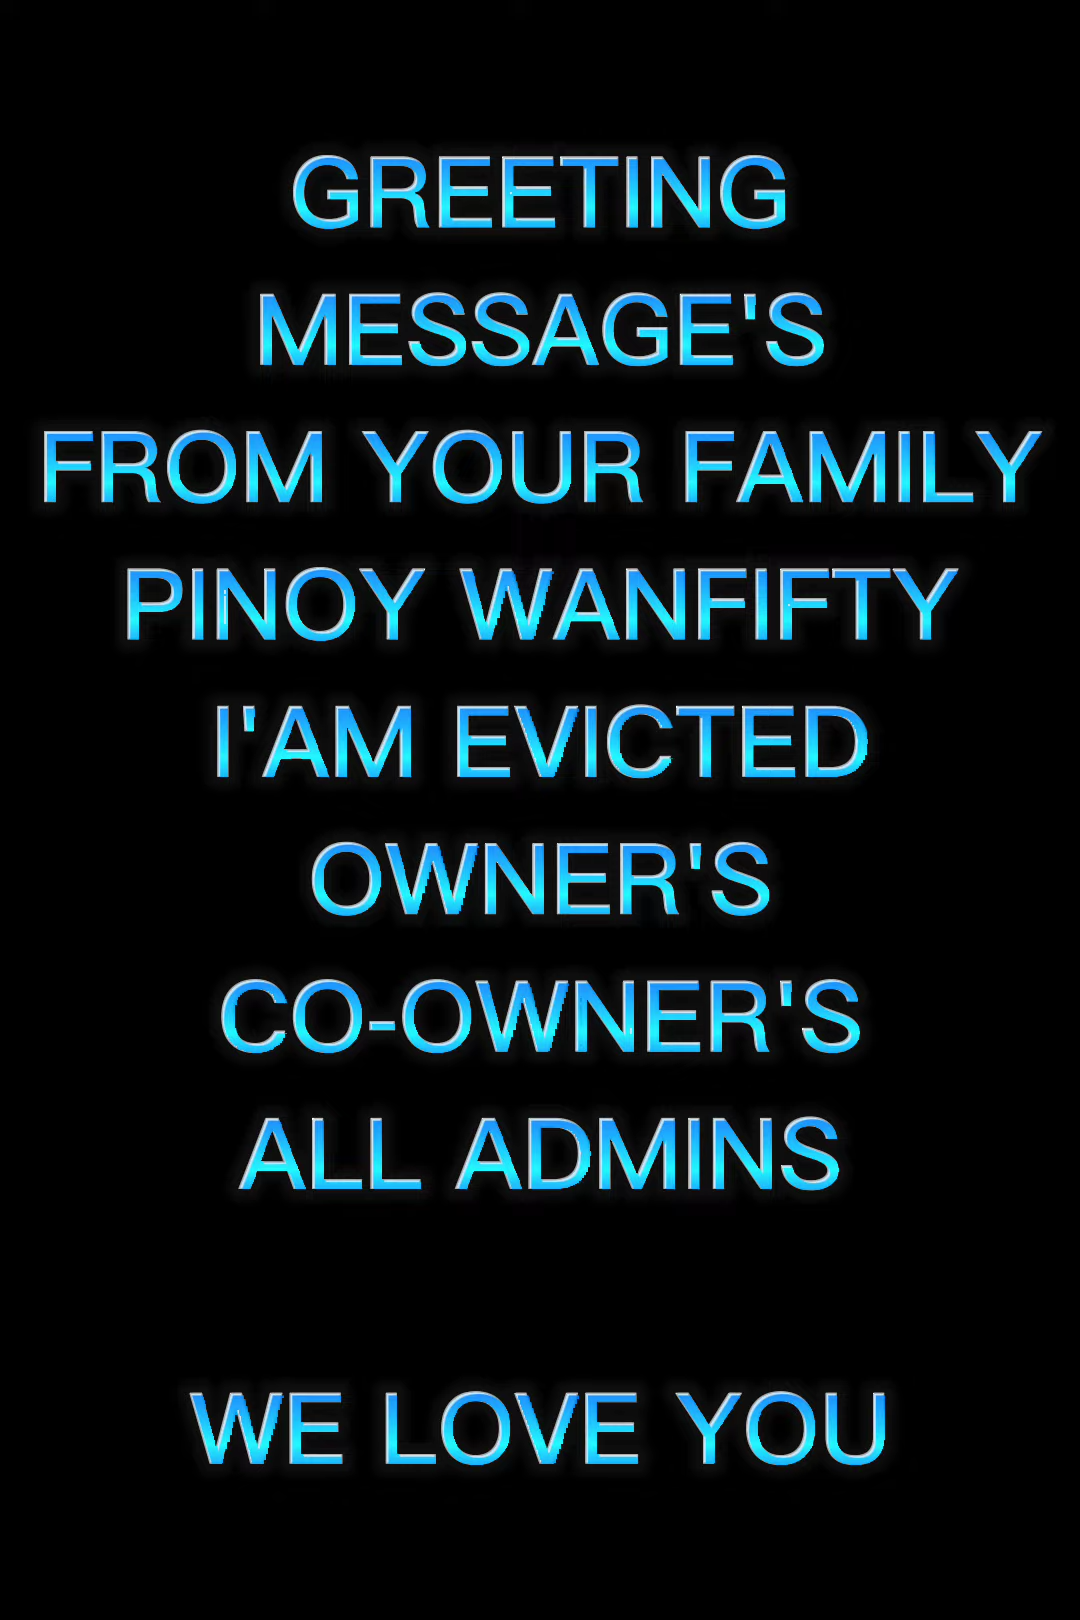 GREETING
MESSAGE'S
FROM YOUR FAMILY
PINOY WANFIFTY
I'AM EVICTED
OWNER'S
CO-OWNER'S
ALL ADMINS
WE LOVE YOU